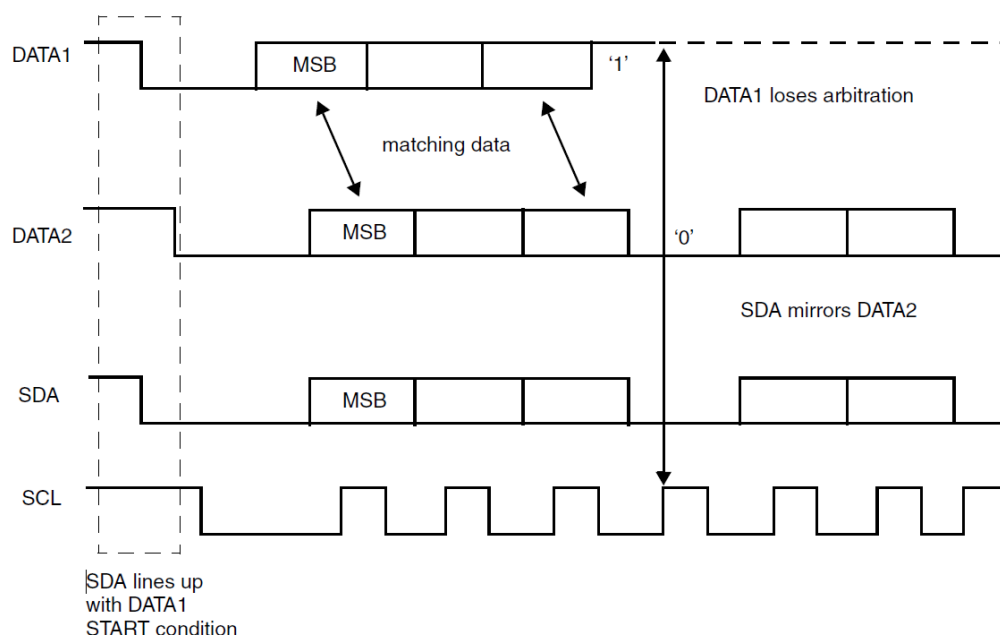 DATA1
MSB
‘1’
DATA1 loses arbitration
matching data
DATA2
MSB
‘0’
SDA mirrors DATA2
SDA
MSB
SCL
SDA lines up
with DATA1
START condition